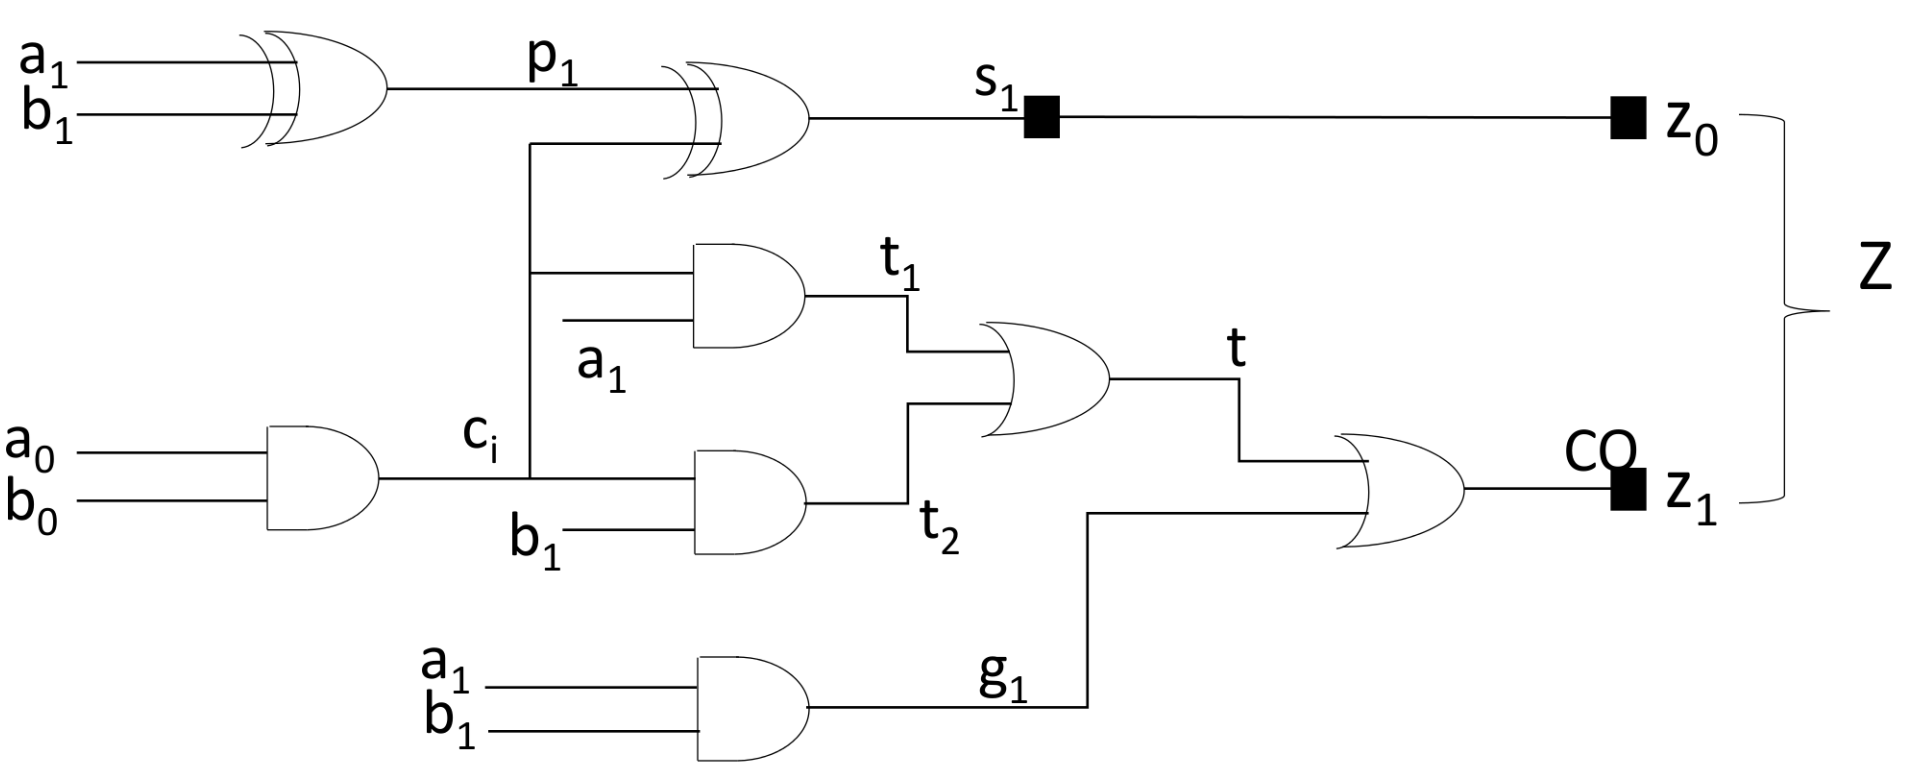 a₁
b₁
p₁
s₁
z₀
Z
t₁
a₁
t
a₀
b₀
cᵢ
b₁
t₂
CO
z₁
a₁
b₁
g₁